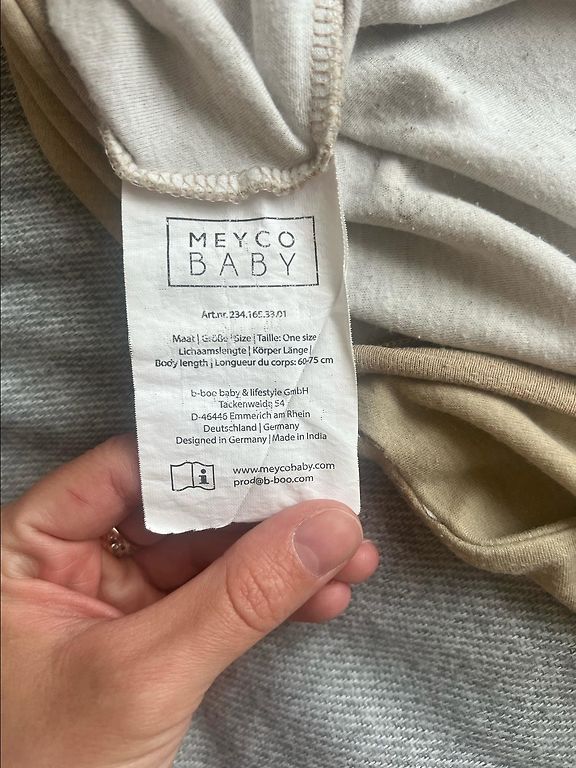 MEYCO
BABY
Art.nr. 234.165.33.01
Maat | Größe | Size | Taille: One size
Lichaamslengte | Körper Länge |
Body length | Longueur du corps: 60-75 cm
b-boo baby & lifestyle GmbH
Tackenweide 54
D-46446 Emmerich am Rhein
Deutschland | Germany
Designed in Germany | Made in India
www.meycobaby.com
prod@b-boo.com